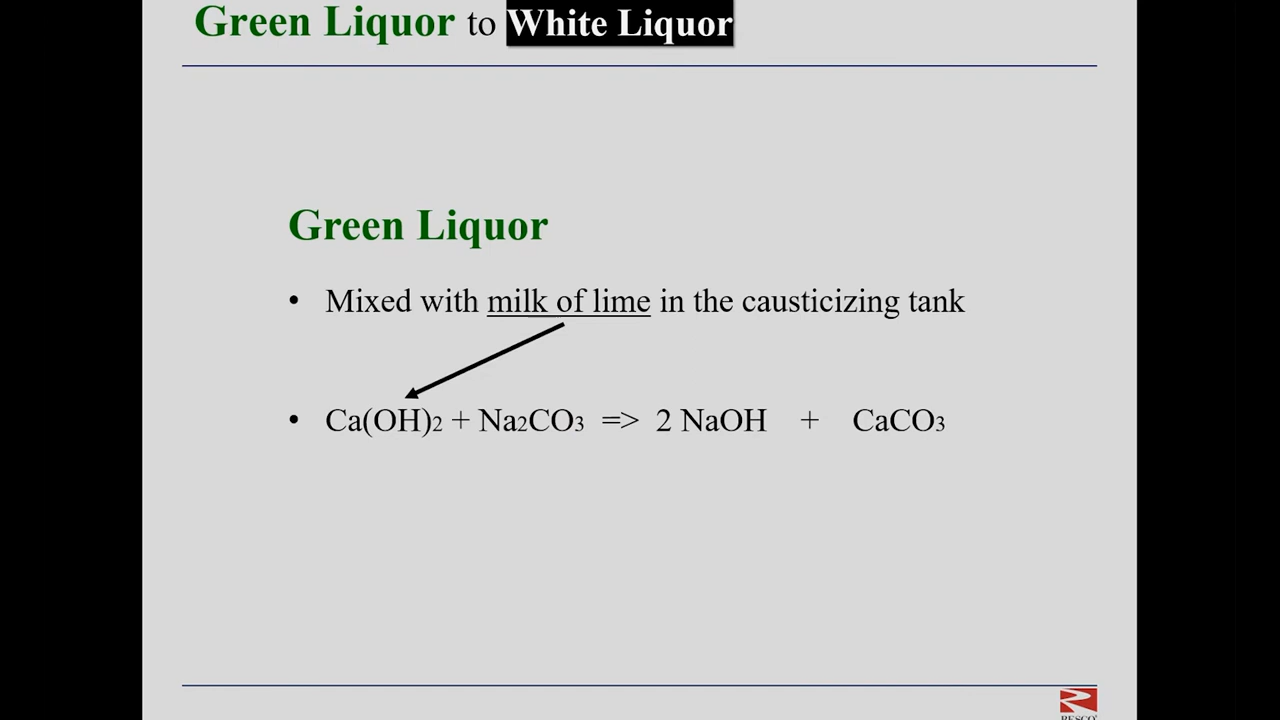 Green Liquor to White Liquor
Green Liquor
• Mixed with milk of lime in the causticizing tank
• Ca(OH)2 + Na2CO3 => 2 NaOH + CaCO3
RESCO